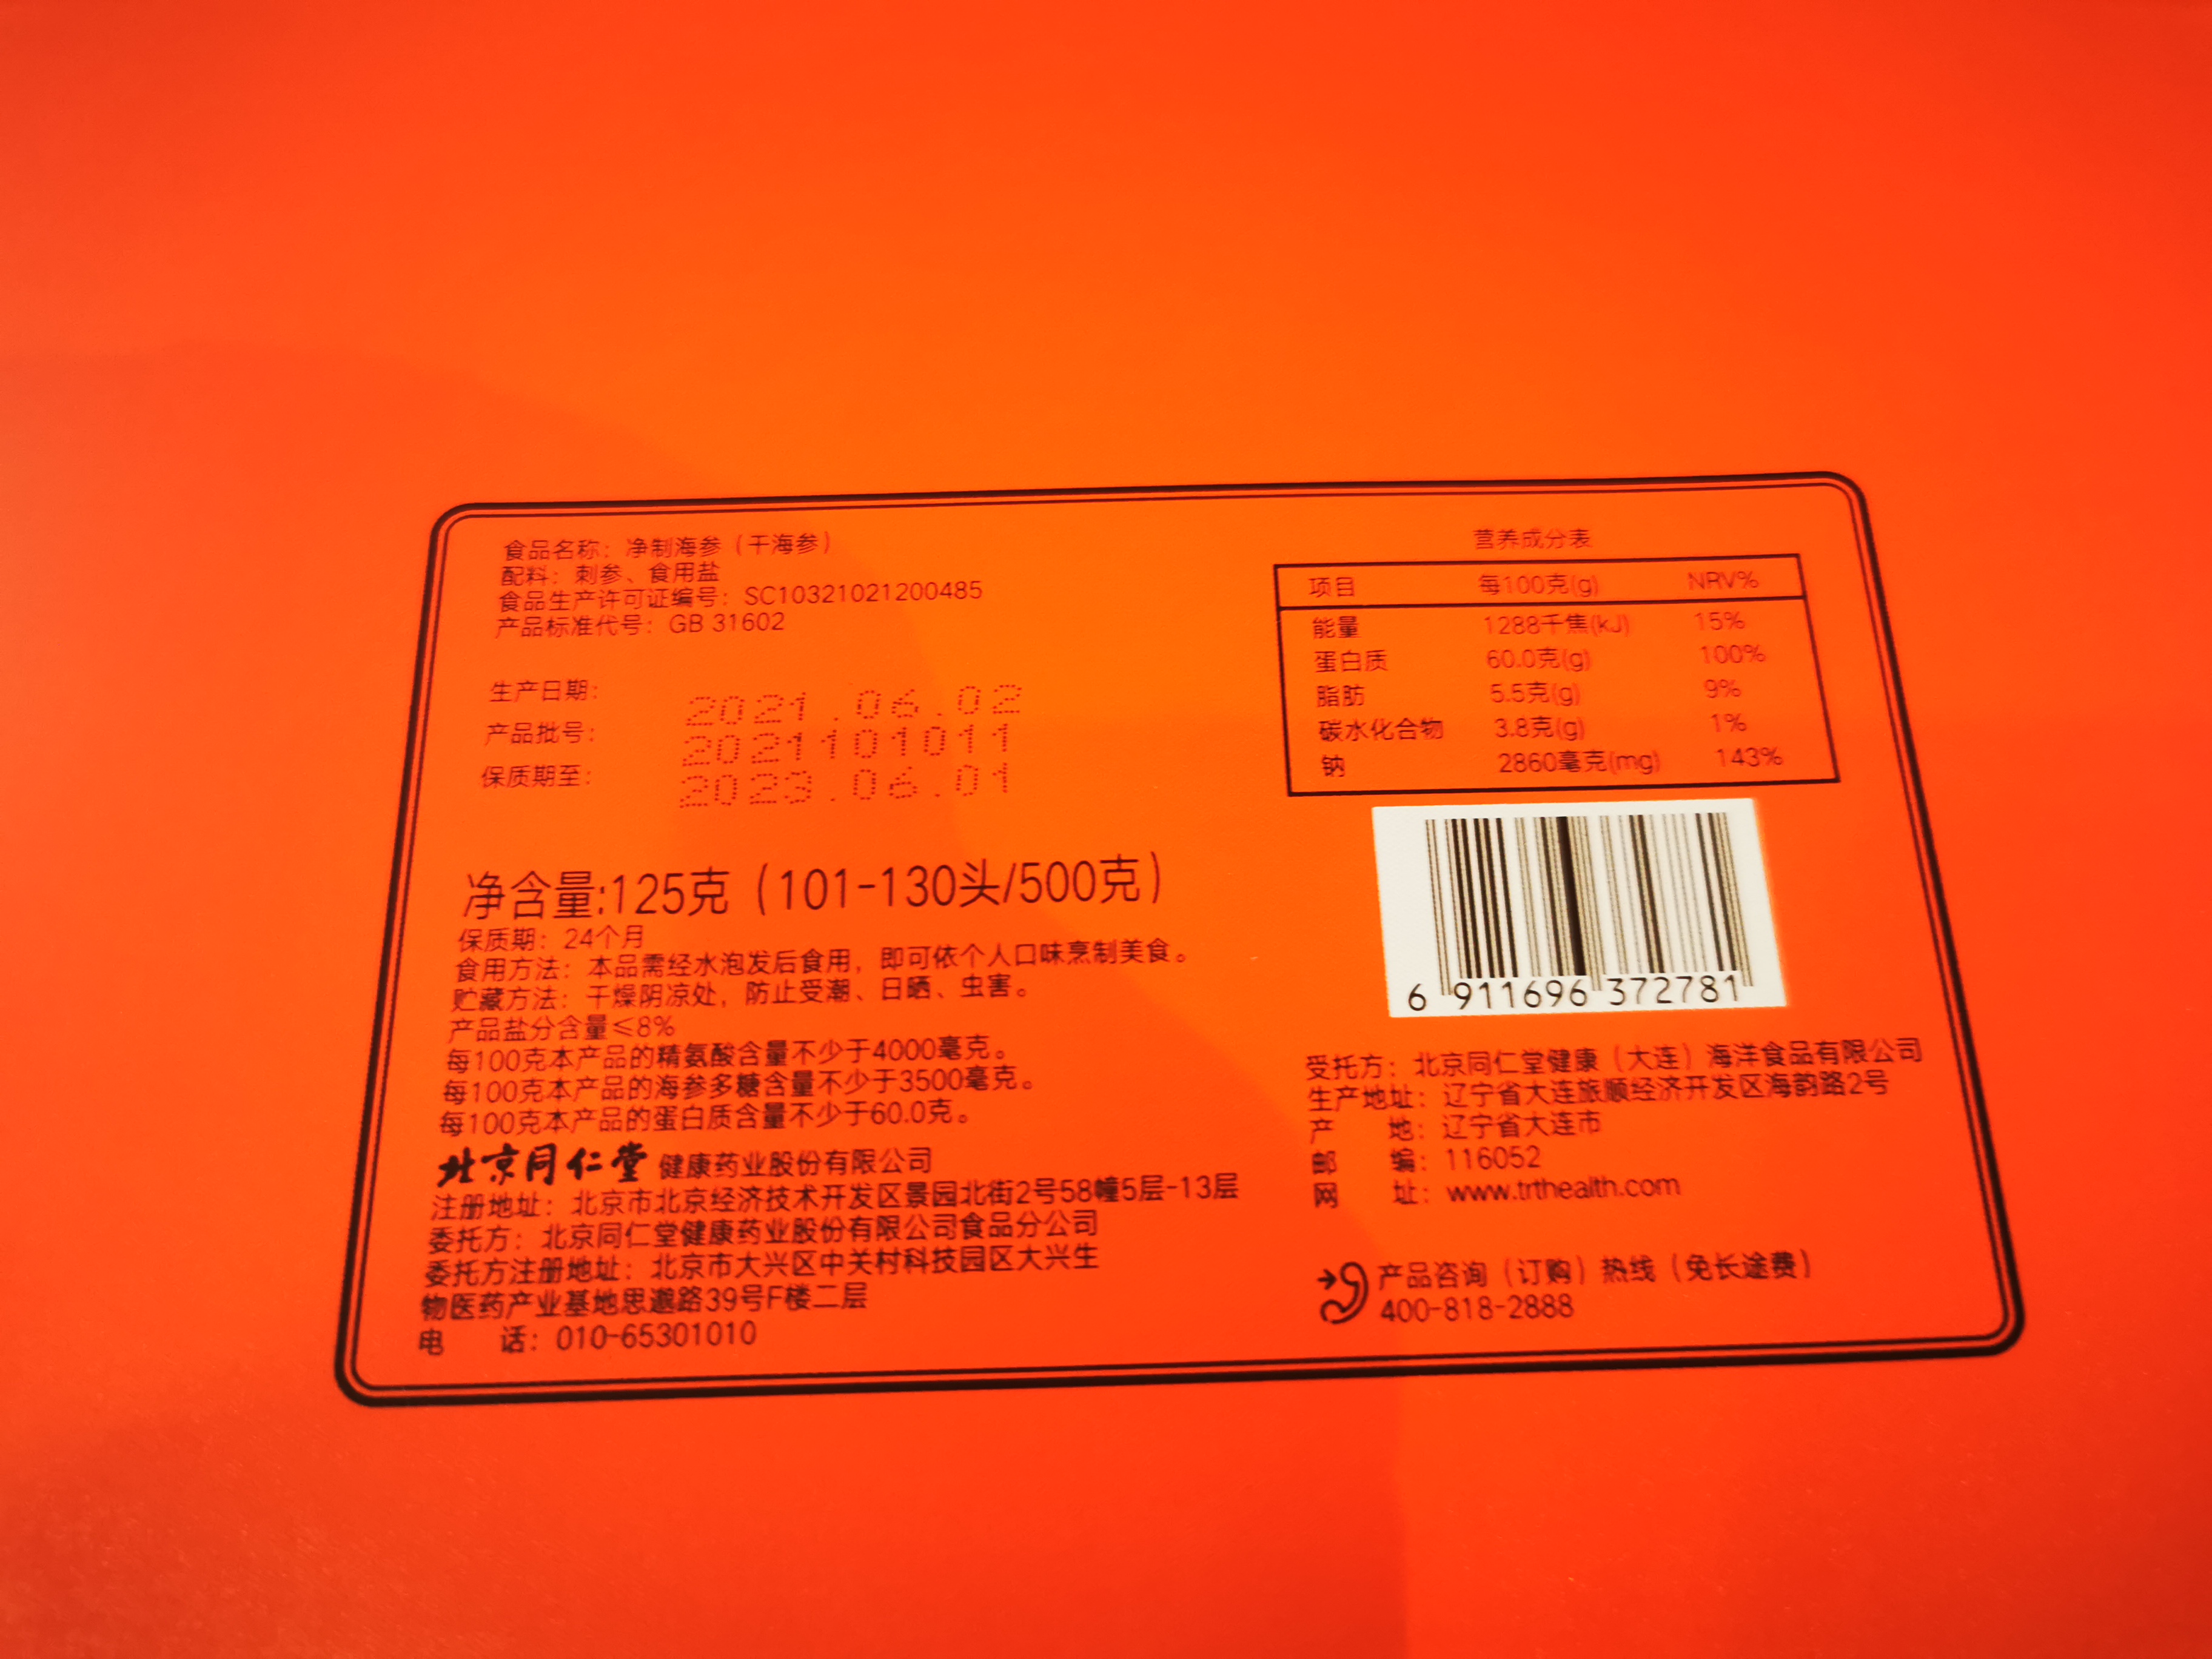 食品名称：净制海参（干海参）
配料：刺参、食用盐
食品生产许可证编号：SC10321021200485
产品标准代号：GB 31602
生产日期：2021.06.02
产品批号：2021101011
保质期至：2023.06.01
净含量:125克（101-130头/500克）
保质期：24个月
食用方法：本品需经水泡发后食用，即可依个人口味烹制美食。
贮藏方法：干燥阴凉处，防止受潮、日晒、虫害。
产品盐分含量≤8%
每100克本产品的精氨酸含量不少于4000毫克。
每100克本产品的海参多糖含量不少于3500毫克。
每100克本产品的蛋白质含量不少于60.0克。
北京同仁堂 健康药业股份有限公司
注册地址：北京市北京经济技术开发区景园北街2号58幢5层-13层
委托方：北京同仁堂健康药业股份有限公司食品分公司
委托方注册地址：北京市大兴区中关村科技园区大兴生
物医药产业基地思邈路39号F楼二层
电 话：010-65301010
营养成分表
项目 每100克(g) NRV%
能量 1288千焦(kJ) 15%
蛋白质 60.0克(g) 100%
脂肪 5.5克(g) 9%
碳水化合物 3.8克(g) 1%
钠 2860毫克(mg) 143%
6 911696 372781
受托方：北京同仁堂健康（大连）海洋食品有限公司
生产地址：辽宁省大连旅顺经济开发区海韵路2号
产 地：辽宁省大连市
邮 编：116052
网 址：www.trthealth.com
产品咨询（订购）热线（免长途费）
400-818-2888